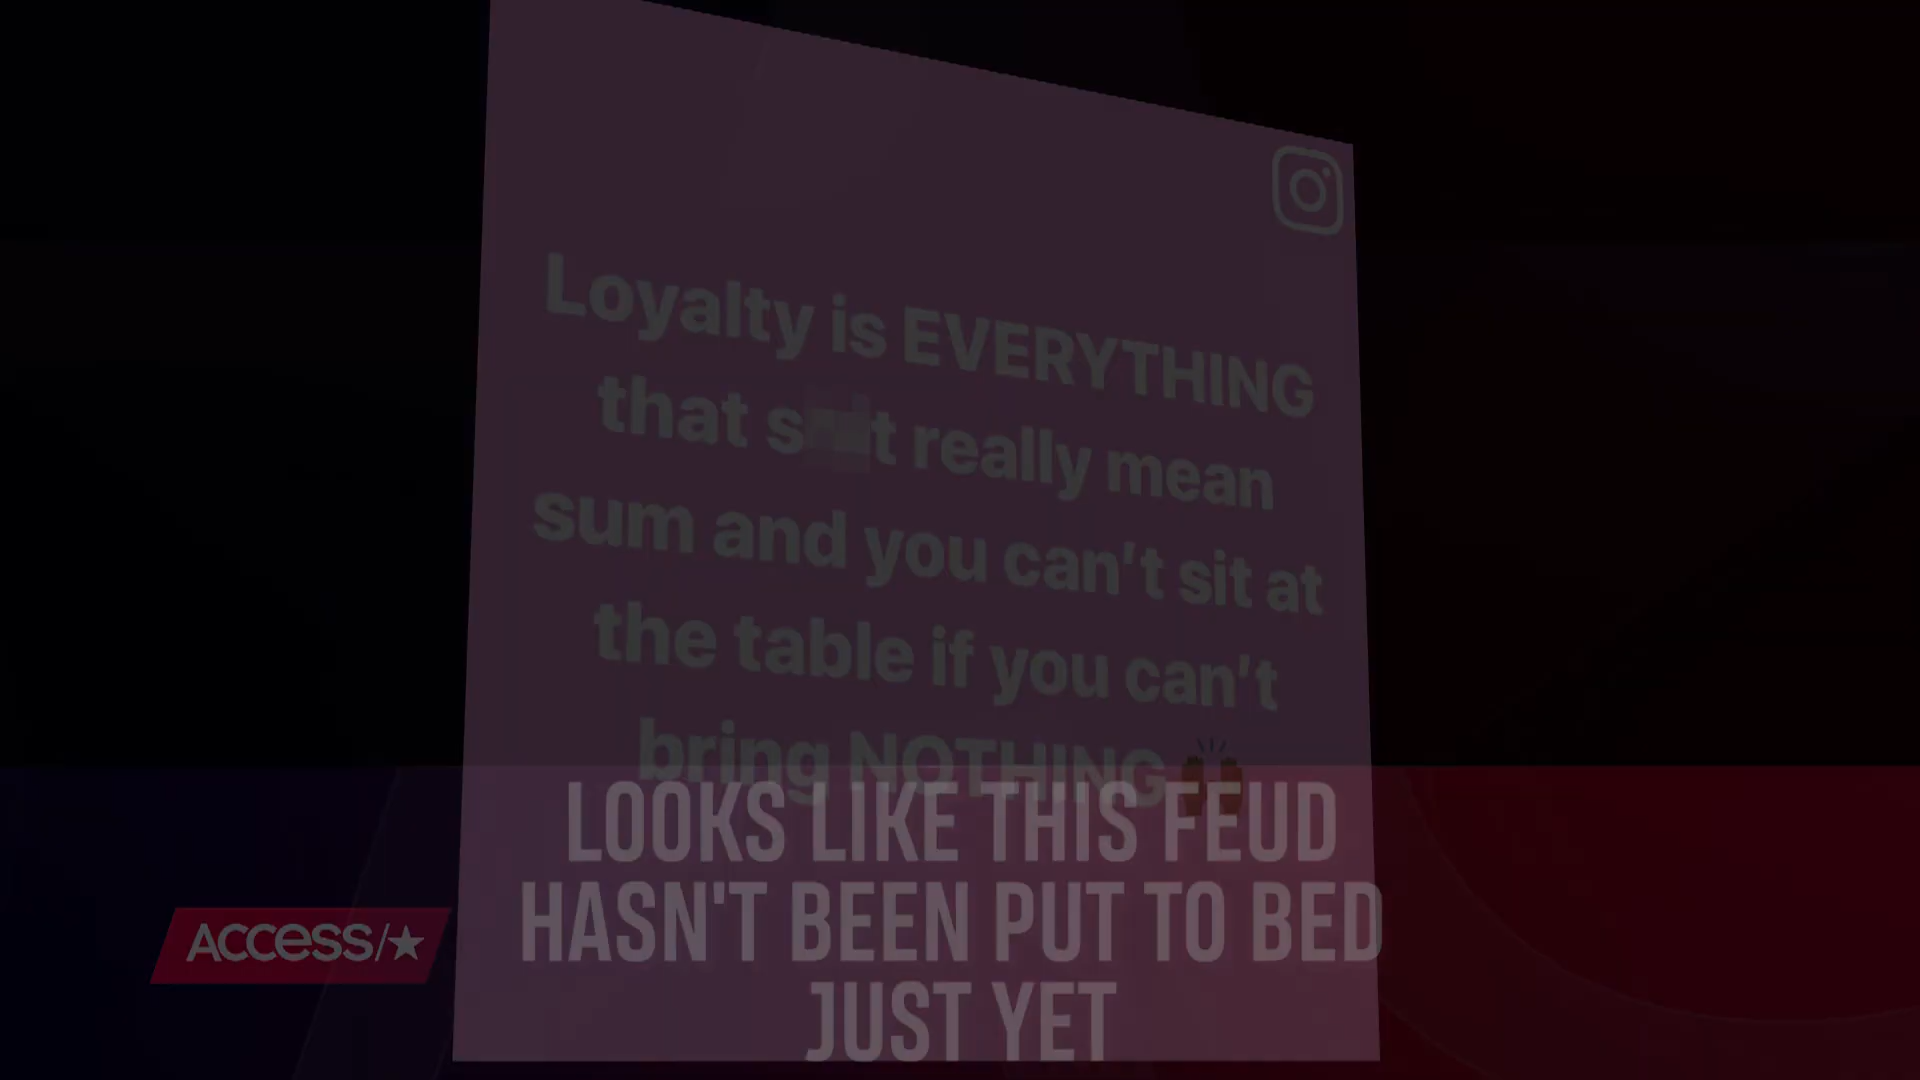 Loyalty is EVERYTHING
that s t really mean
sum and you can't sit at
the table if you can't
bring NOTHING
LOOKS LIKE THIS FEUD
HASN'T BEEN PUT TO BED
JUST YET
ACCESS